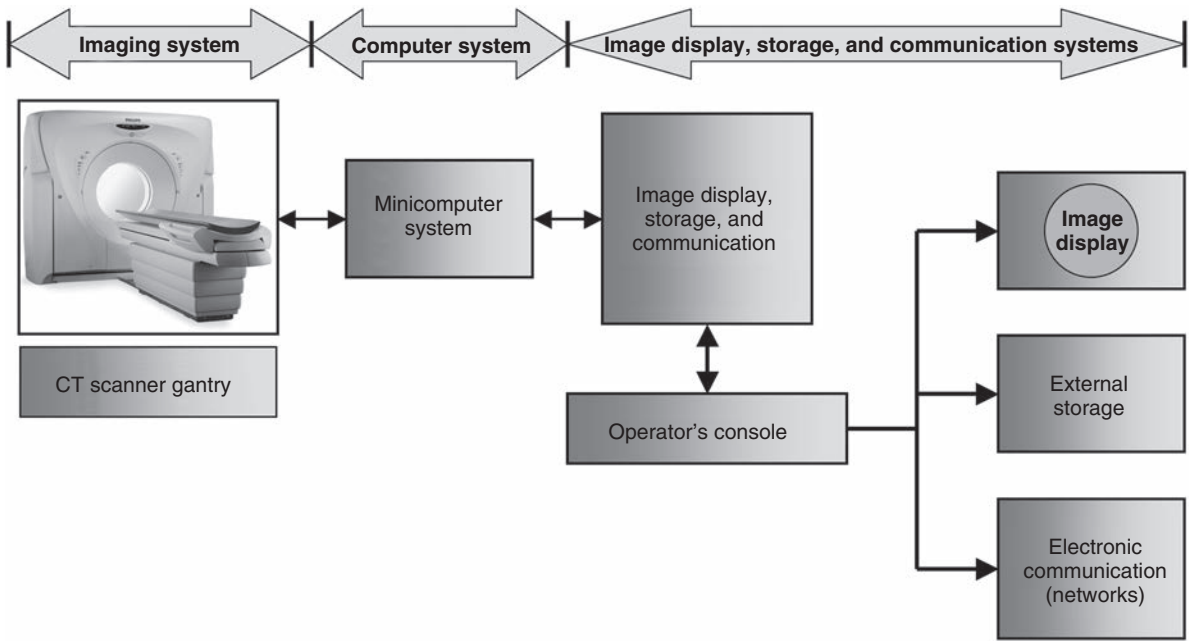 Imaging system
Computer system
Image display, storage, and communication systems
PHILIPS
Minicomputer
system
Image display,
storage, and
communication
Image
display
CT scanner gantry
Operator's console
External
storage
Electronic
communication
(networks)